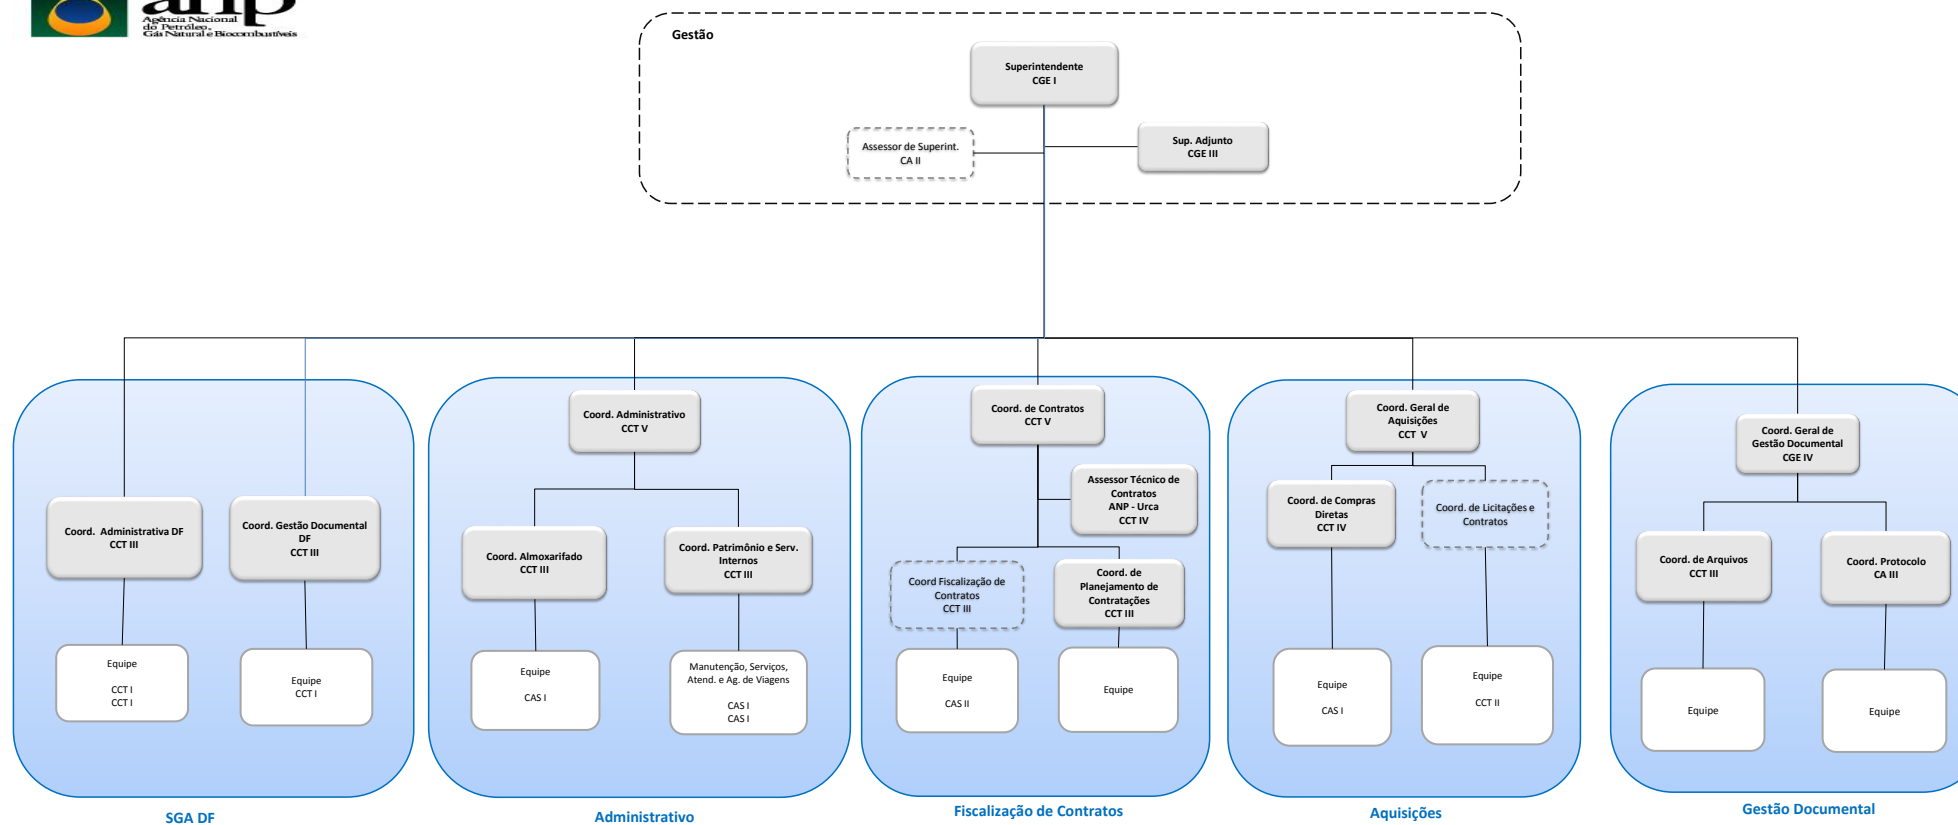 anp
Agência Nacional
do Petróleo,
Gás Natural e Biocombustíveis
Gestão
Superintendente
CGE I
Assessor de Superint.
CA II
Sup. Adjunto
CGE III
Coord. Administrativa DF
CCT III
Coord. Gestão Documental
DF
CCT III
Equipe
CCT I
CCT I
Equipe
CCT I
SGA DF
Coord. Administrativo
CCT V
Coord. Almoxarifado
CCT III
Coord. Patrimônio e Serv.
Internos
CCT III
Equipe
CAS I
Manutenção, Serviços,
Atend. e Ag. de Viagens
CAS I
CAS I
Administrativo
Coord. de Contratos
CCT V
Assessor Técnico de
Contratos
ANP - Urca
CCT IV
Coord Fiscalização de
Contratos
CCT III
Coord. de
Planejamento de
Contratações
CCT III
Equipe
CAS II
Equipe
Fiscalização de Contratos
Coord. Geral de
Aquisições
CCT V
Coord. de Compras
Diretas
CCT IV
Coord. de Licitações e
Contratos
Equipe
CAS I
Equipe
CCT II
Aquisições
Coord. Geral de
Gestão Documental
CGE IV
Coord. de Arquivos
CCT III
Coord. Protocolo
CA III
Equipe
Equipe
Gestão Documental